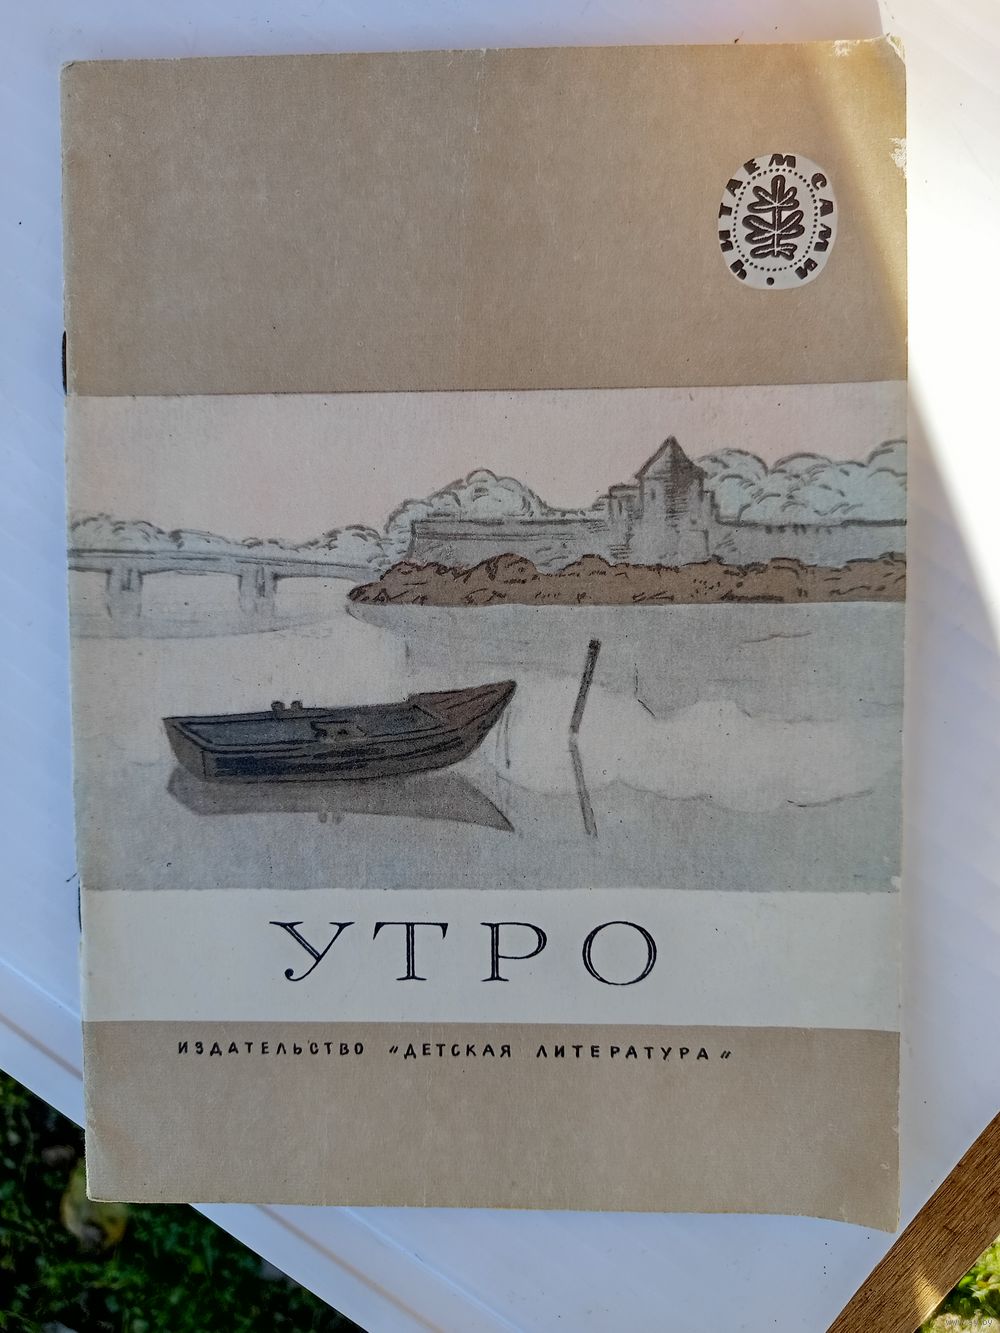 ЧИТАЕМ САМИ
УТРО
ИЗДАТЕЛЬСТВО "ДЕТСКАЯ ЛИТЕРАТУРА"